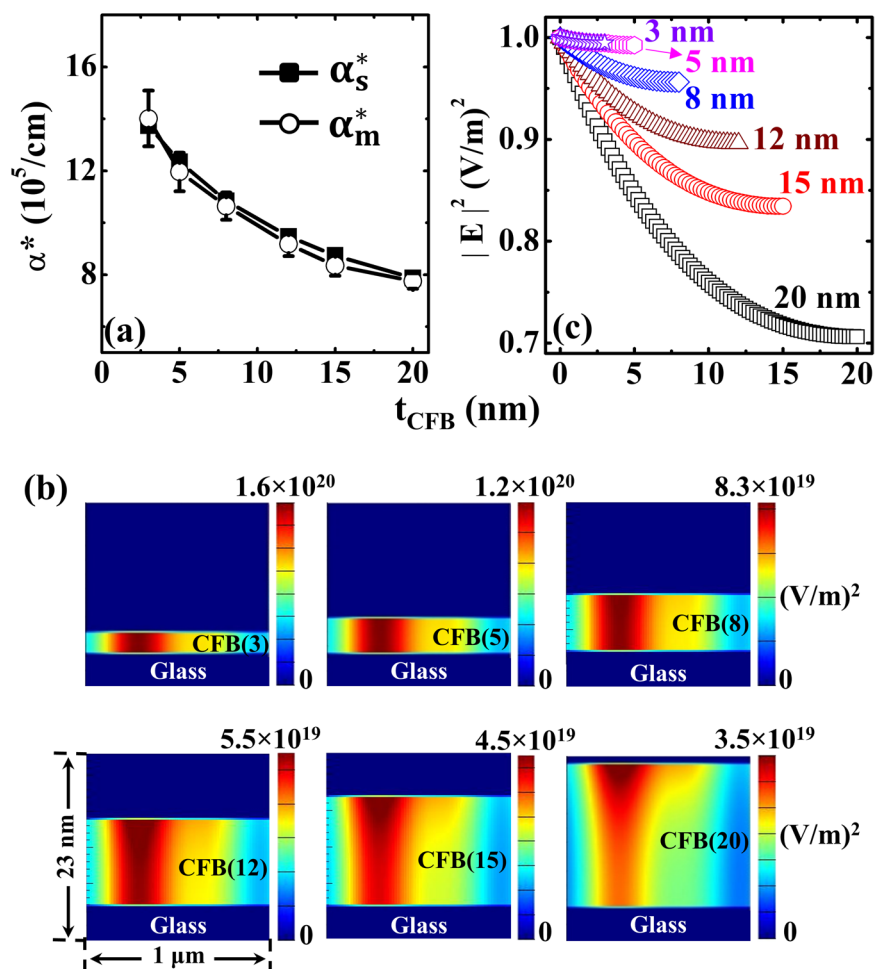 16
12
8
α* (10⁵/cm)
α*ₛ
α*ₘ
(a)
0 5 10 15 20
1.0
0.9
0.8
0.7
| E |² (V/m)²
3 nm
5 nm
8 nm
12 nm
15 nm
20 nm
(c)
0 5 10 15 20
t_CFB (nm)
(b)
1.6×10²⁰
CFB(3)
Glass
0
1.2×10²⁰
CFB(5)
Glass
0
8.3×10¹⁹
(V/m)²
CFB(8)
Glass
0
5.5×10¹⁹
23 nm
CFB(12)
Glass
0
1 µm
4.5×10¹⁹
CFB(15)
Glass
0
3.5×10¹⁹
(V/m)²
CFB(20)
Glass
0